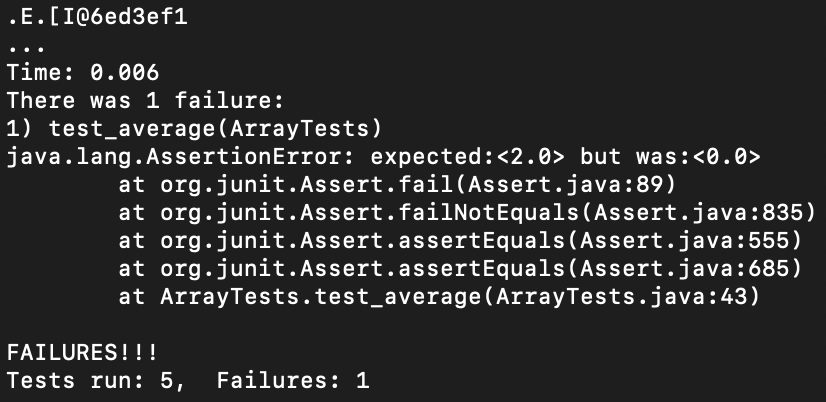 .E.[I@6ed3ef1
...
Time: 0.006
There was 1 failure:
1) test_average(ArrayTests)
java.lang.AssertionError: expected:<2.0> but was:<0.0>
        at org.junit.Assert.fail(Assert.java:89)
        at org.junit.Assert.failNotEquals(Assert.java:835)
        at org.junit.Assert.assertEquals(Assert.java:555)
        at org.junit.Assert.assertEquals(Assert.java:685)
        at ArrayTests.test_average(ArrayTests.java:43)
FAILURES!!!
Tests run: 5,  Failures: 1